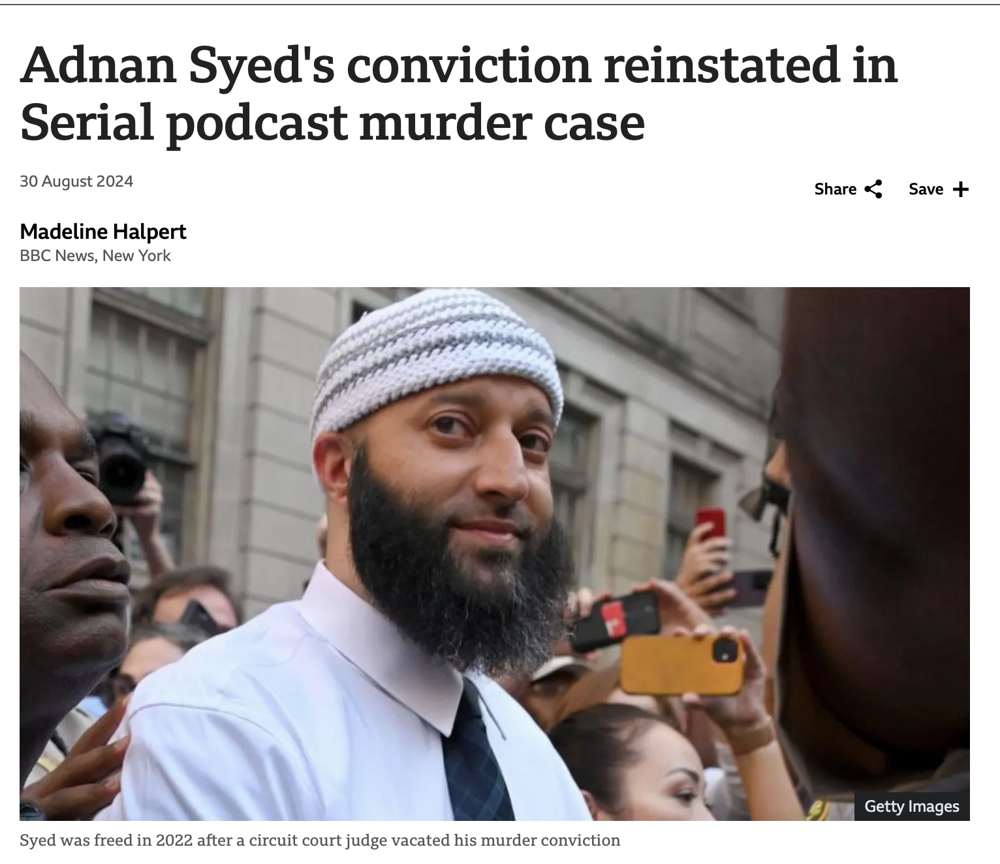 Adnan Syed's conviction reinstated in
Serial podcast murder case
30 August 2024
Share
Save
Madeline Halpert
BBC News, New York
Getty Images
Syed was freed in 2022 after a circuit court judge vacated his murder conviction